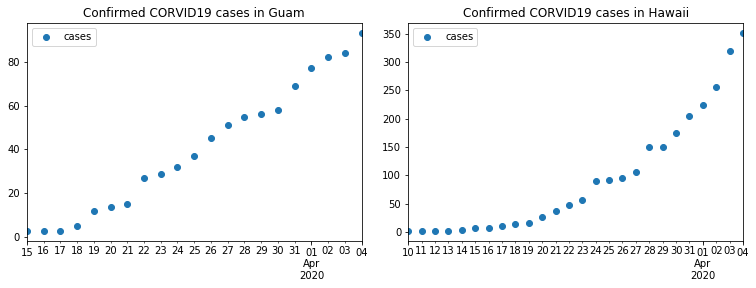 Confirmed CORVID19 cases in Guam
cases
80
60
40
20
0
15 16 17 18 19 20 21 22 23 24 25 26 27 28 29 30 31 01 02 03 04
Apr
2020
Confirmed CORVID19 cases in Hawaii
cases
350
300
250
200
150
100
50
0
10 11 12 13 14 15 16 17 18 19 20 21 22 23 24 25 26 27 28 29 30 31 01 02 03 04
Apr
2020